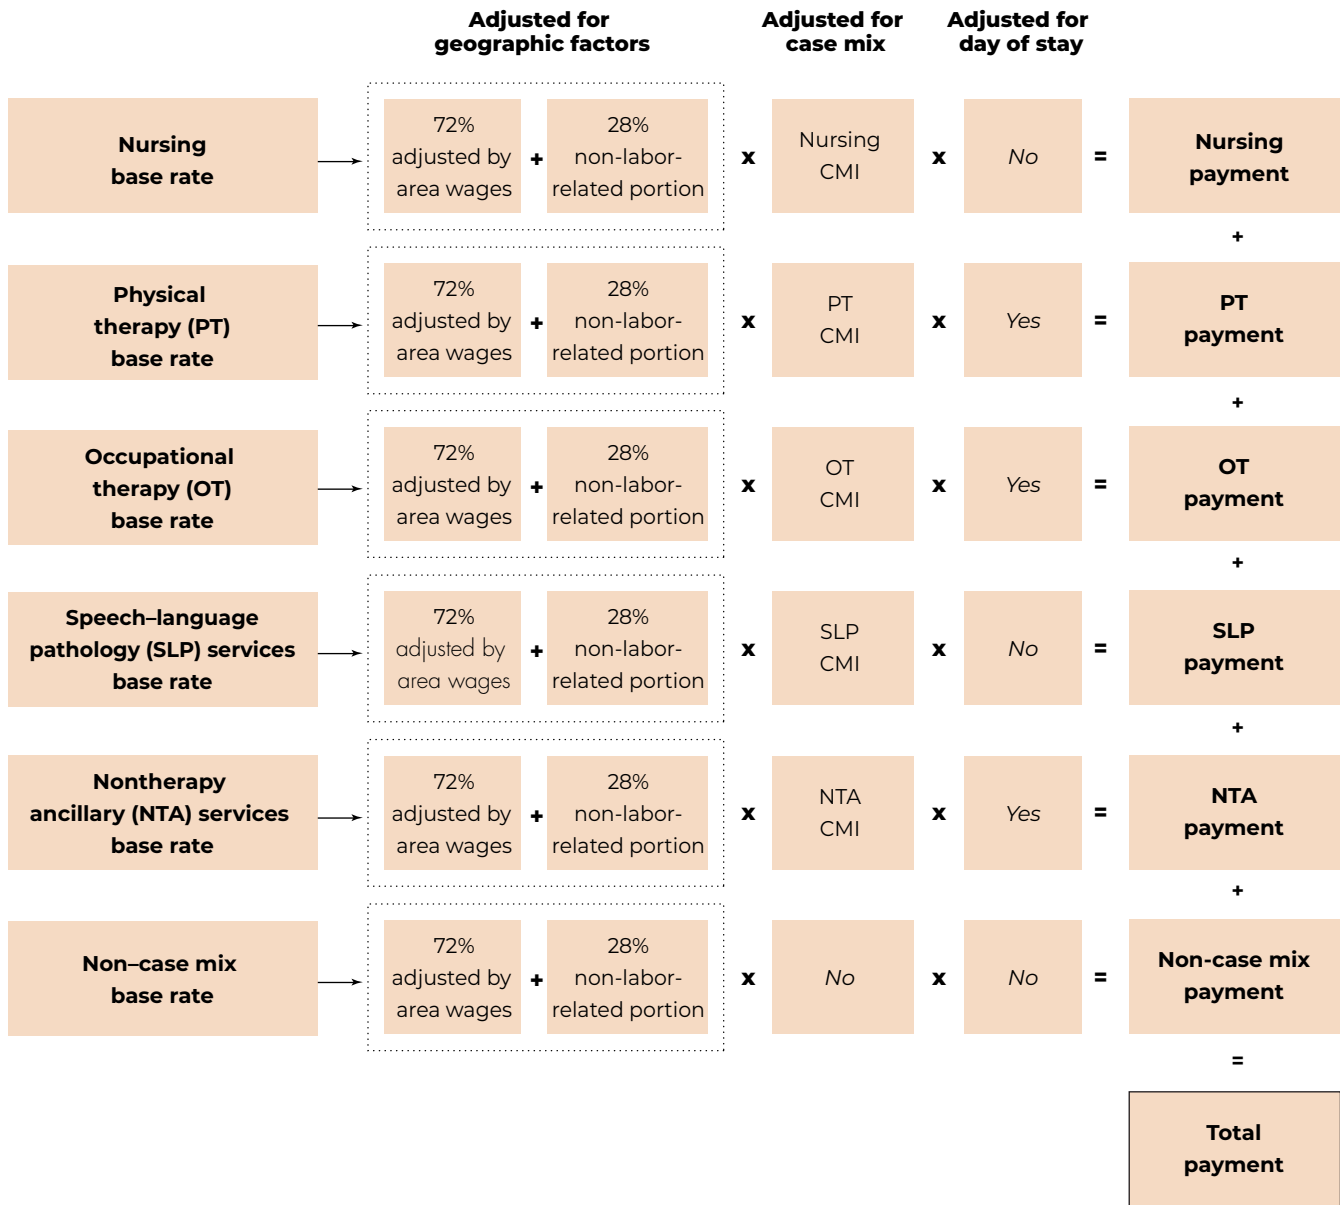 Adjusted for
geographic factors
Adjusted for
case mix
Adjusted for
day of stay
Nursing
base rate
72%
adjusted by
area wages
+
28%
non-labor-
related portion
x
Nursing
CMI
x
No
=
Nursing
payment
+
Physical
therapy (PT)
base rate
72%
adjusted by
area wages
+
28%
non-labor-
related portion
x
PT
CMI
x
Yes
=
PT
payment
+
Occupational
therapy (OT)
base rate
72%
adjusted by
area wages
+
28%
non-labor-
related portion
x
OT
CMI
x
Yes
=
OT
payment
+
Speech–language
pathology (SLP) services
base rate
72%
adjusted by
area wages
+
28%
non-labor-
related portion
x
SLP
CMI
x
No
=
SLP
payment
+
Nontherapy
ancillary (NTA) services
base rate
72%
adjusted by
area wages
+
28%
non-labor-
related portion
x
NTA
CMI
x
Yes
=
NTA
payment
+
Non–case mix
base rate
72%
adjusted by
area wages
+
28%
non-labor-
related portion
x
No
x
No
=
Non-case mix
payment
=
Total
payment